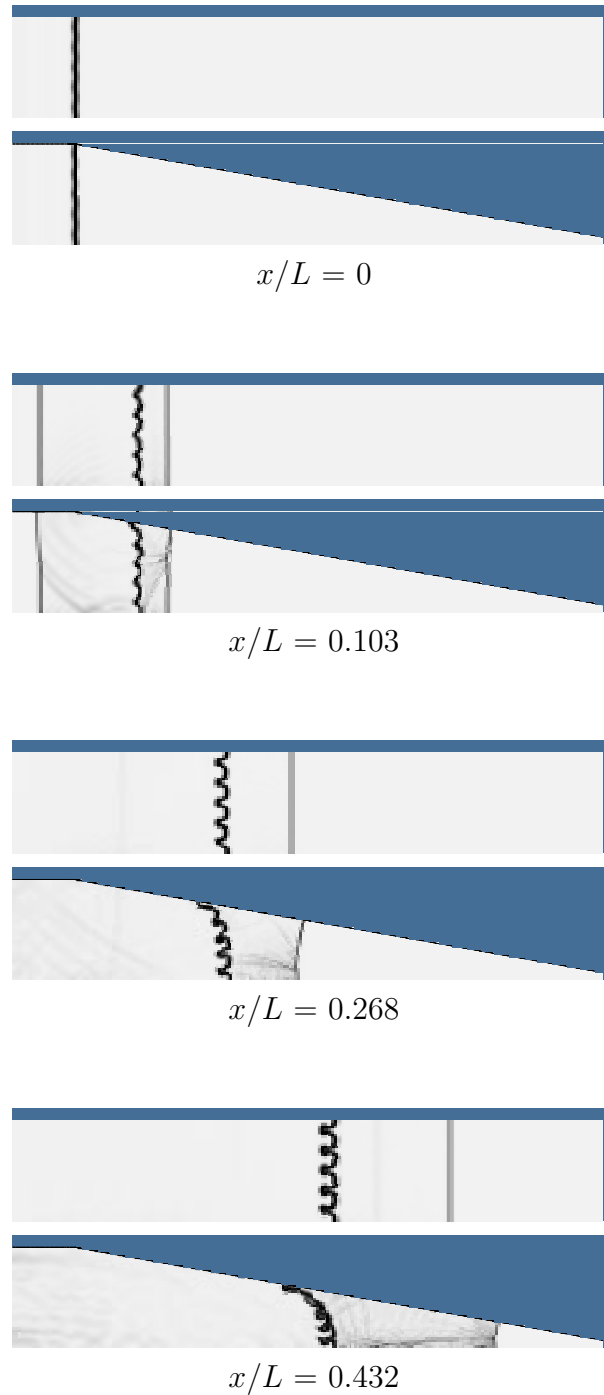 x/L = 0
x/L = 0.103
x/L = 0.268
x/L = 0.432